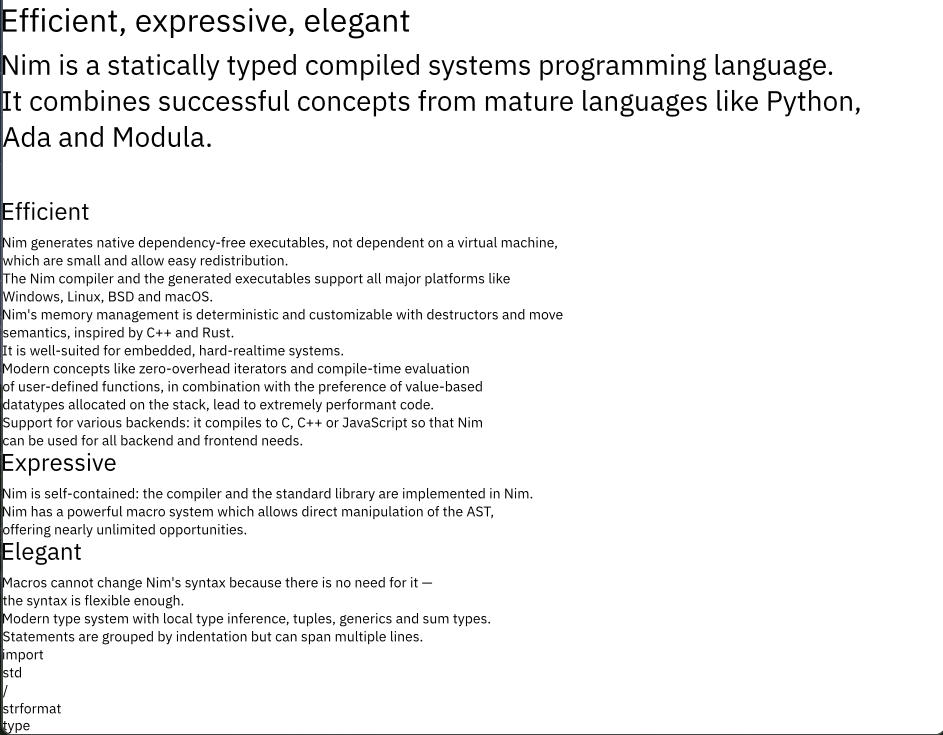 Efficient, expressive, elegant
Nim is a statically typed compiled systems programming language.
It combines successful concepts from mature languages like Python,
Ada and Modula.
Efficient
Nim generates native dependency-free executables, not dependent on a virtual machine,
which are small and allow easy redistribution.
The Nim compiler and the generated executables support all major platforms like
Windows, Linux, BSD and macOS.
Nim's memory management is deterministic and customizable with destructors and move
semantics, inspired by C++ and Rust.
It is well-suited for embedded, hard-realtime systems.
Modern concepts like zero-overhead iterators and compile-time evaluation
of user-defined functions, in combination with the preference of value-based
datatypes allocated on the stack, lead to extremely performant code.
Support for various backends: it compiles to C, C++ or JavaScript so that Nim
can be used for all backend and frontend needs.
Expressive
Nim is self-contained: the compiler and the standard library are implemented in Nim.
Nim has a powerful macro system which allows direct manipulation of the AST,
offering nearly unlimited opportunities.
Elegant
Macros cannot change Nim's syntax because there is no need for it —
the syntax is flexible enough.
Modern type system with local type inference, tuples, generics and sum types.
Statements are grouped by indentation but can span multiple lines.
import
std
/
strformat
type